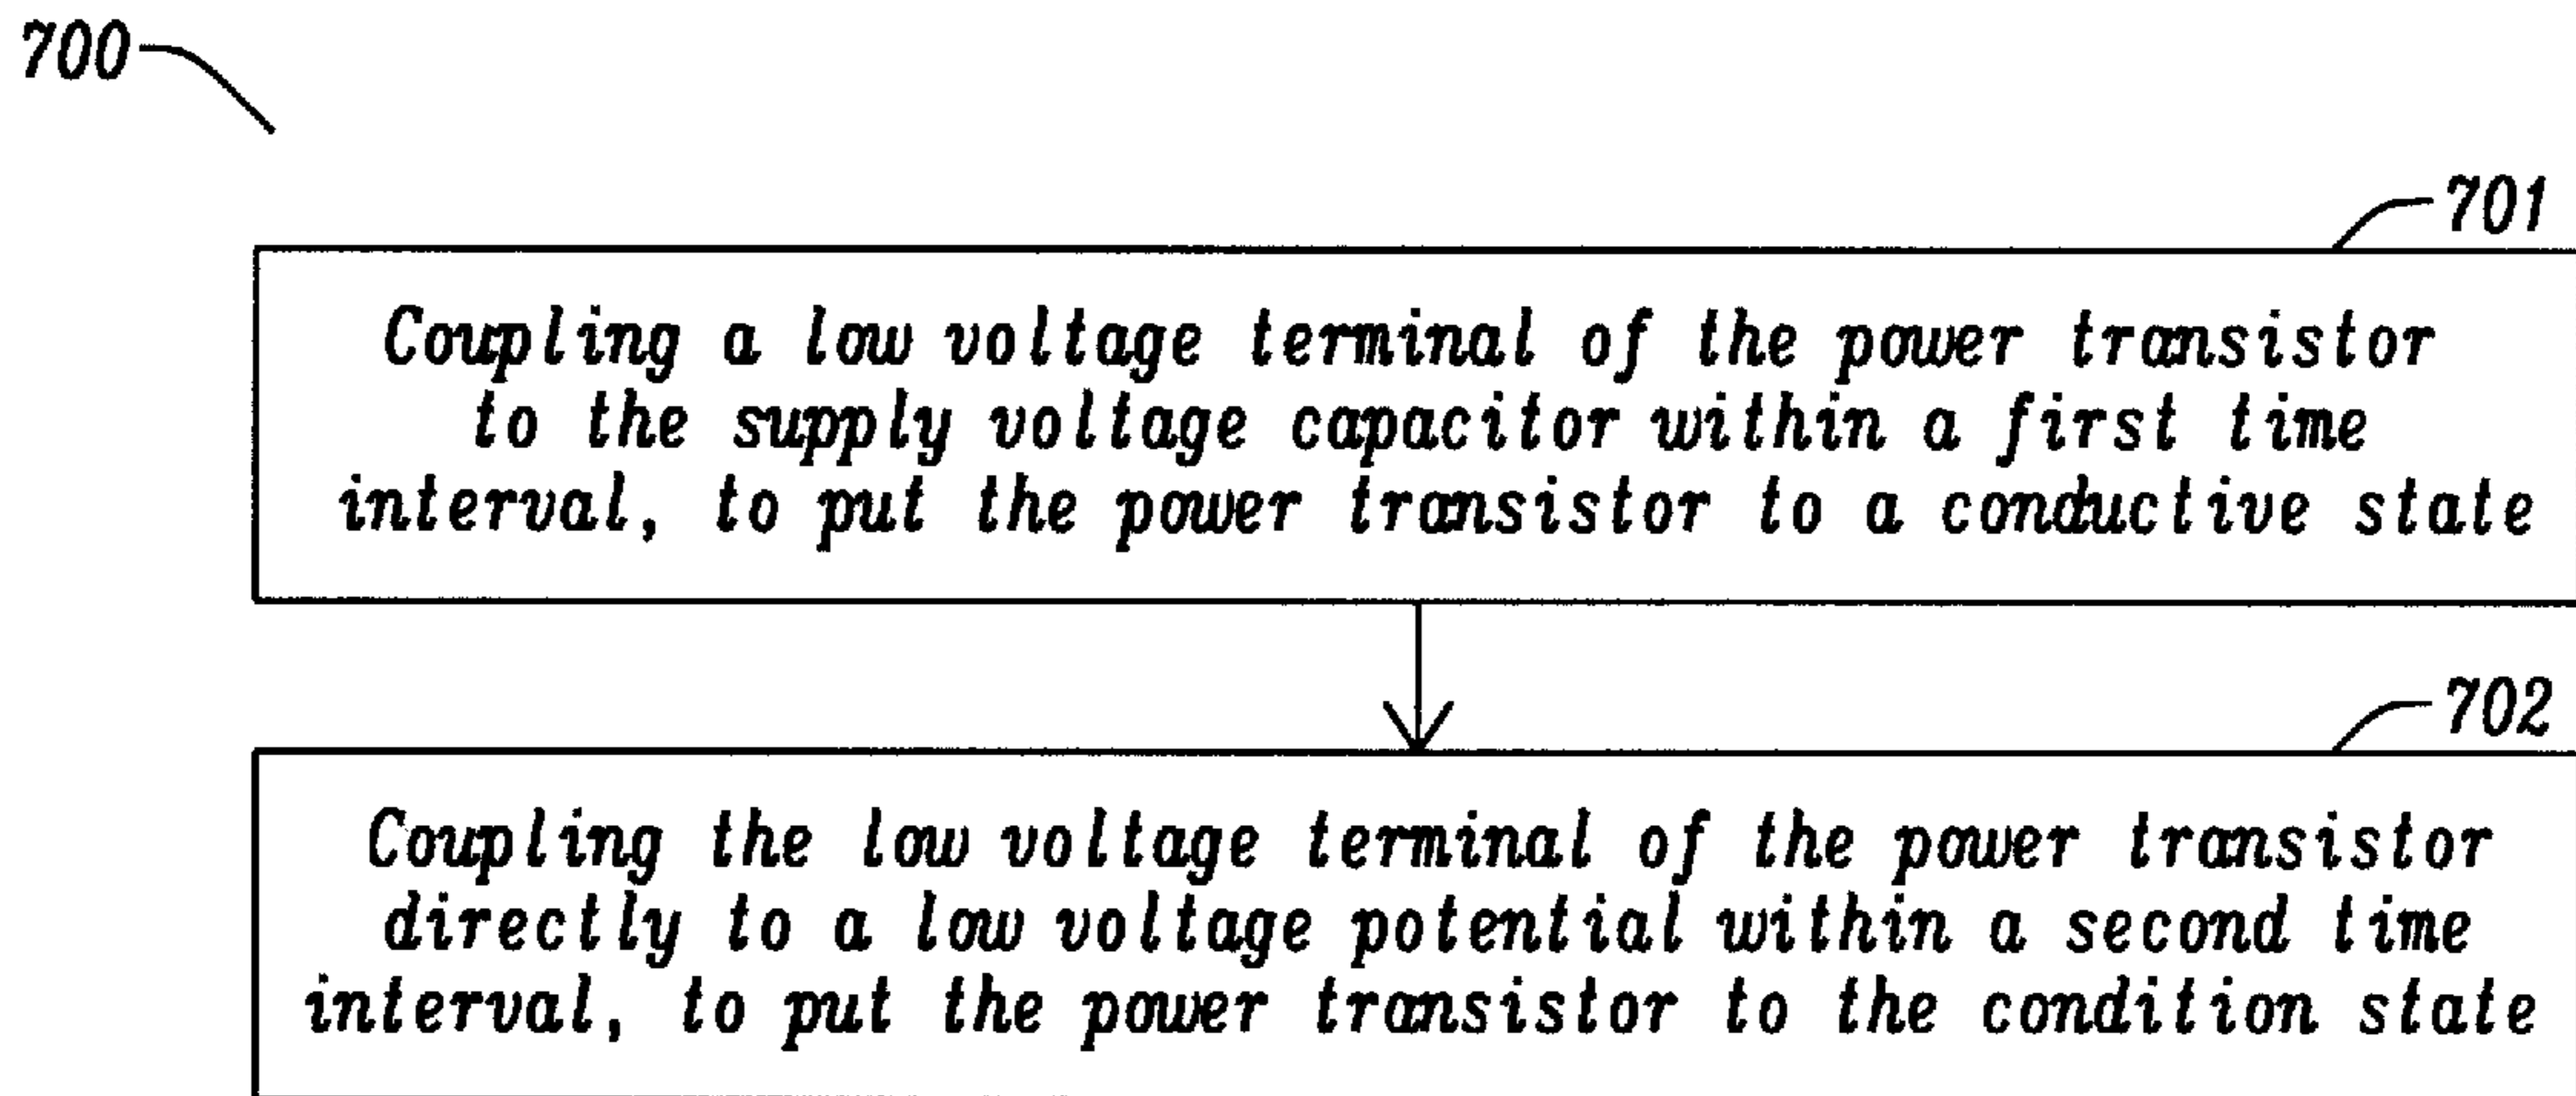 700
701
Coupling a low voltage terminal of the power transistor
to the supply voltage capacitor within a first time
interval, to put the power transistor to a conductive state
702
Coupling the low voltage terminal of the power transistor
directly to a low voltage potential within a second time
interval, to put the power transistor to the condition state